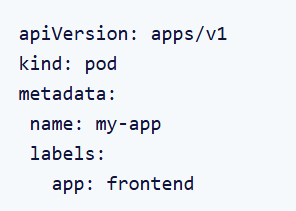 apiVersion: apps/v1
kind: pod
metadata:
 name: my-app
 labels:
   app: frontend